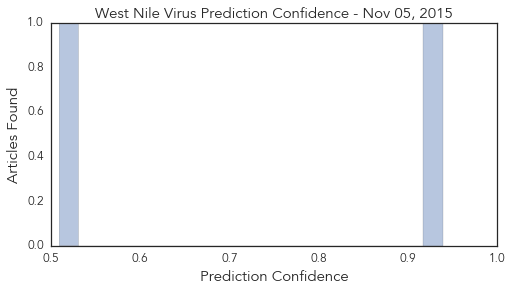 West Nile Virus Prediction Confidence - Nov 05, 2015
1.0
0.8
0.6
0.4
0.2
0.0
Articles Found
0.5 0.6 0.7 0.8 0.9 1.0
Prediction Confidence